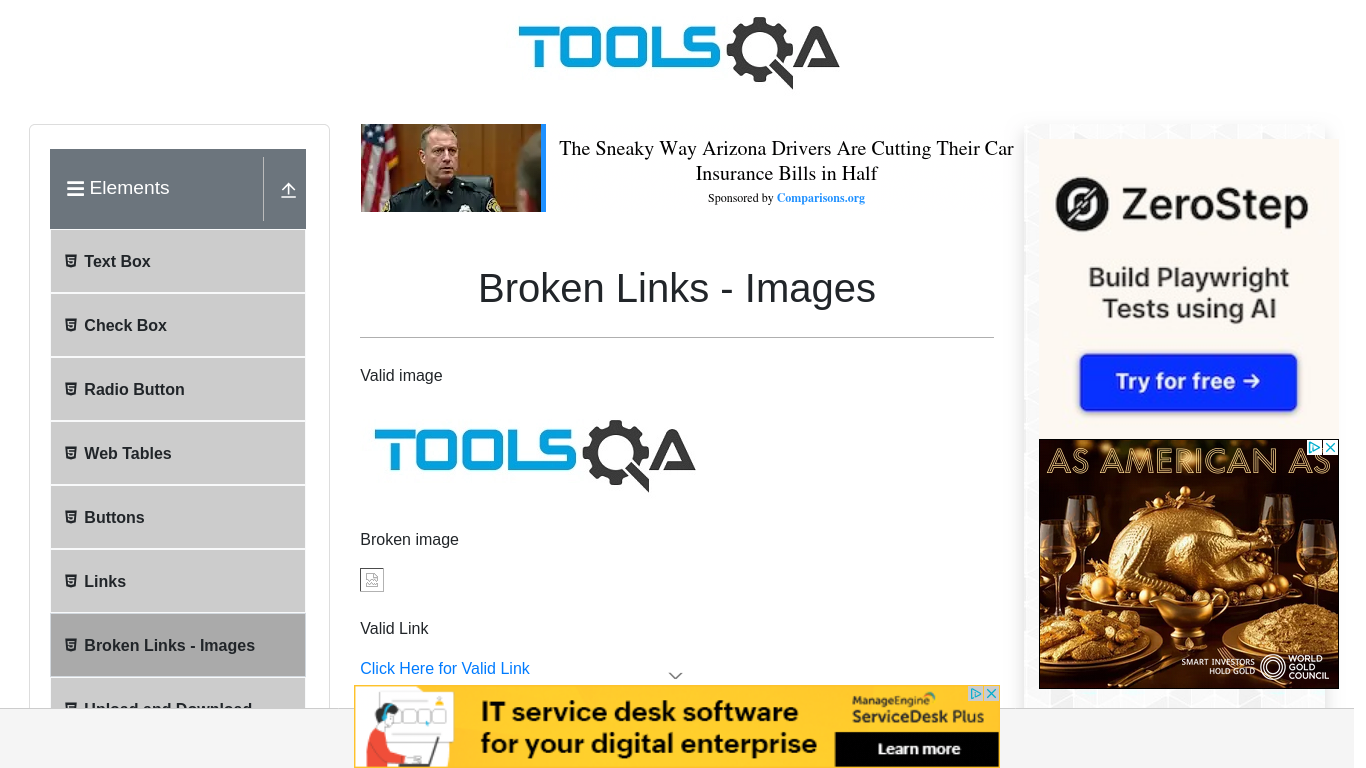 TOOLSQA
Elements
Text Box
Check Box
Radio Button
Web Tables
Buttons
Links
Broken Links - Images
Upload and Download
The Sneaky Way Arizona Drivers Are Cutting Their Car
Insurance Bills in Half
Sponsored by Comparisons.org
Broken Links - Images
Valid image
TOOLSQA
Broken image
Valid Link
Click Here for Valid Link
ZeroStep
Build Playwright
Tests using AI
Try for free →
AS AMERICAN AS
SMART INVESTORS
HOLD GOLD
WORLD
GOLD
COUNCIL
IT service desk software
for your digital enterprise
ManageEngine
ServiceDesk Plus
Learn more